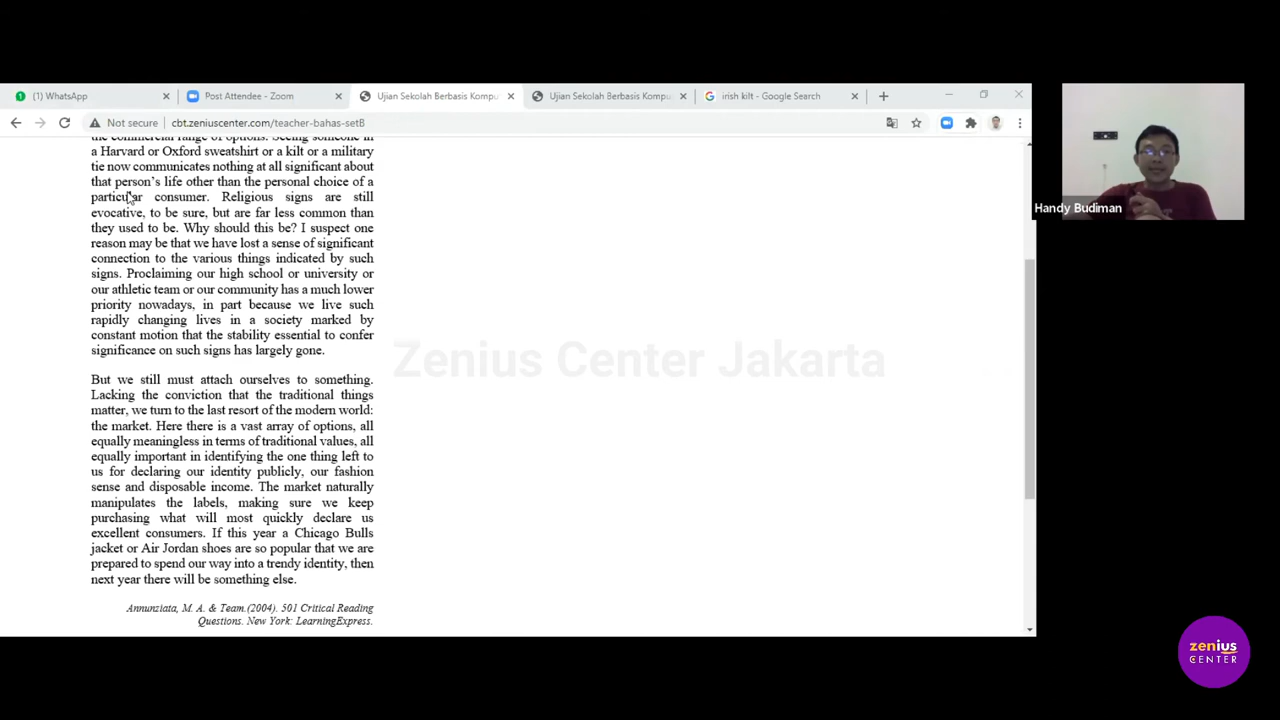 (1) WhatsApp
Post Attendee - Zoom
Ujian Sekolah Berbasis Kompu
Ujian Sekolah Berbasis Kompu
irish kilt - Google Search
Not secure
cbt.zeniuscenter.com/teacher-bahas-set8
the commercial range of options. Seeing someone in
a Harvard or Oxford sweatshirt or a kilt or a military
tie now communicates nothing at all significant about
that person's life other than the personal choice of a
particular consumer. Religious signs are still
evocative, to be sure, but are far less common than
they used to be. Why should this be? I suspect one
reason may be that we have lost a sense of significant
connection to the various things indicated by such
signs. Proclaiming our high school or university or
our athletic team or our community has a much lower
priority nowadays, in part because we live such
rapidly changing lives in a society marked by
constant motion that the stability essential to confer
significance on such signs has largely gone.
But we still must attach ourselves to something.
Lacking the conviction that the traditional things
matter, we turn to the last resort of the modern world:
the market. Here there is a vast array of options, all
equally meaningless in terms of traditional values, all
equally important in identifying the one thing left to
us for declaring our identity publicly, our fashion
sense and disposable income. The market naturally
manipulates the labels, making sure we keep
purchasing what will most quickly declare us
excellent consumers. If this year a Chicago Bulls
jacket or Air Jordan shoes are so popular that we are
prepared to spend our way into a trendy identity, then
next year there will be something else.
Annunziata, M. A. & Team.(2004). 501 Critical Reading
Questions. New York: LearningExpress.
Zenius Center Jakarta
Handy Budiman
zenius
CENTER